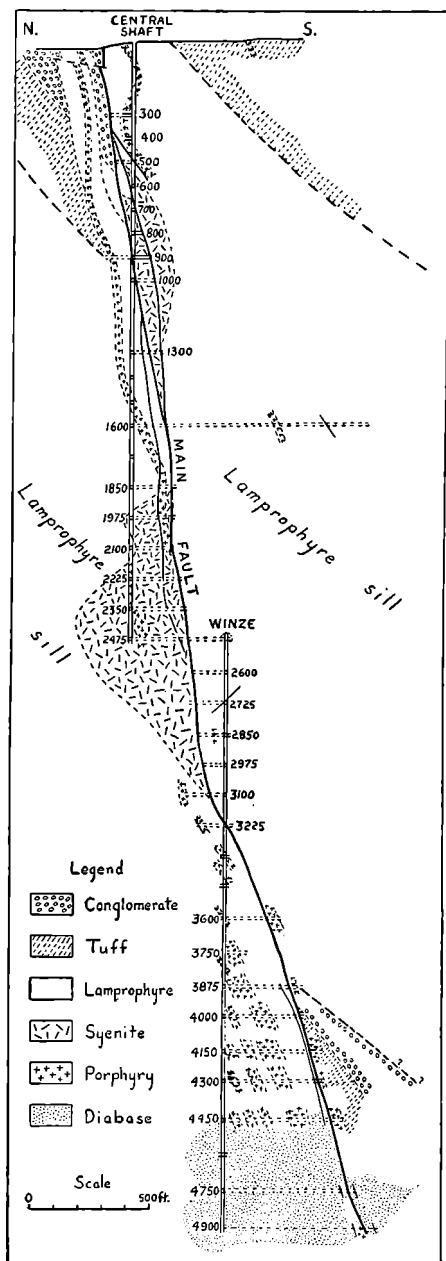 N.
CENTRAL
SHAFT
S.
300
400
500
600
700
800
900
1000
1300
1600
MAIN
FAULT
Lamprophyre
sill
Lamprophyre
sill
1850
1975
2100
2225
2350
2475
WINZE
2600
2725
2850
2975
3100
3225
3600
3750
3875
4000
4150
4300
4450
4750
4900
?
?
Legend
Conglomerate
Tuff
Lamprophyre
Syenite
Porphyry
Diabase
Scale
0 500ft.